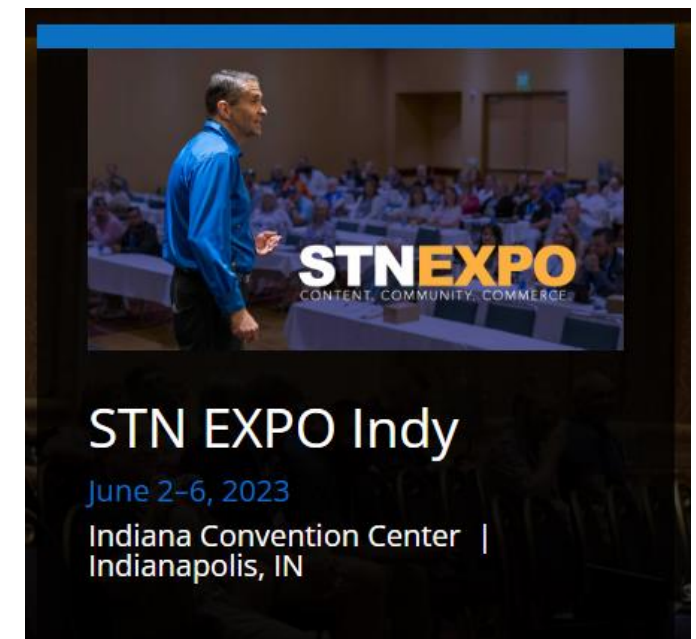 STNEXPO
CONTENT, COMMUNITY, COMMERCE
STN EXPO Indy
June 2–6, 2023
Indiana Convention Center |
Indianapolis, IN